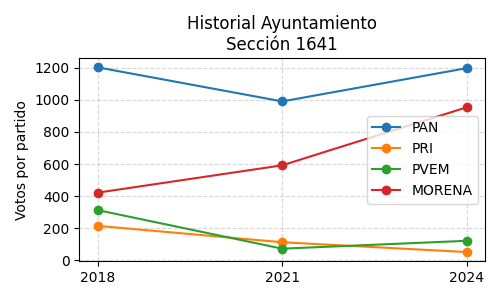 Historial Ayuntamiento
Sección 1641
Votos por partido
1200
1000
800
600
400
200
0
2018
2021
2024
PAN
PRI
PVEM
MORENA